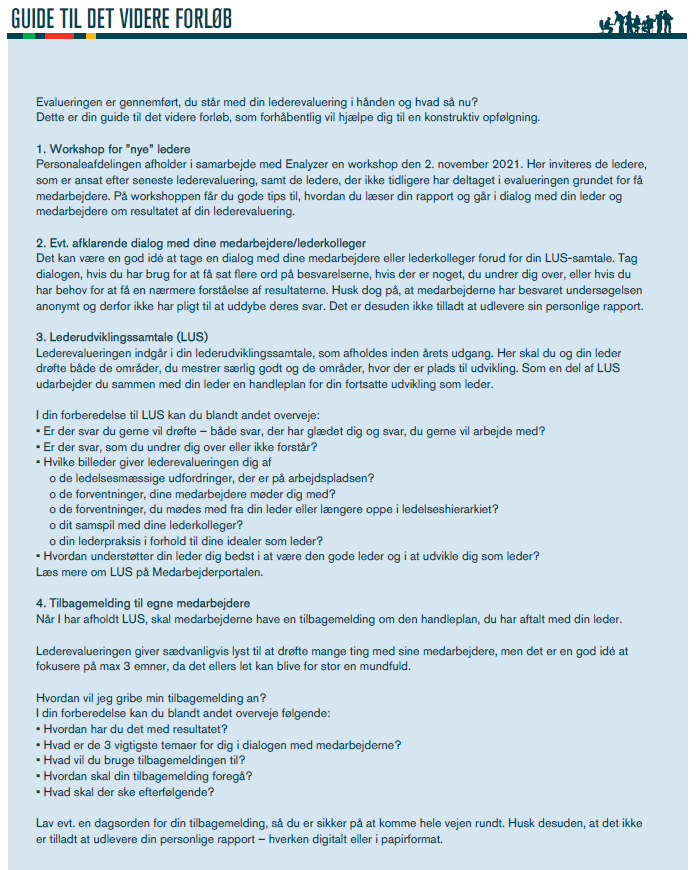 GUIDE TIL DET VIDERE FORLØB
Evalueringen er gennemført, du står med din lederevaluering i hånden og hvad så nu?
Dette er din guide til det videre forløb, som forhåbentlig vil hjælpe dig til en konstruktiv opfølgning.
1. Workshop for "nye" ledere
Personaleafdelingen afholder i samarbejde med Enalyzer en workshop den 2. november 2021. Her inviteres de ledere,
som er ansat efter seneste lederevaluering, samt de ledere, der ikke tidligere har deltaget i evalueringen grundet for få
medarbejdere. På workshoppen får du gode tips til, hvordan du læser din rapport og går i dialog med din leder og
medarbejdere om resultatet af din lederevaluering.
2. Evt. afklarende dialog med dine medarbejdere/lederkolleger
Det kan være en god idé at tage en dialog med dine medarbejdere eller lederkolleger forud for din LUS-samtale. Tag
dialogen, hvis du har brug for at få sat flere ord på besvarelserne, hvis der er noget, du undrer dig over, eller hvis du
har behov for at få en nærmere forståelse af resultaterne. Husk dog på, at medarbejderne har besvaret undersøgelsen
anonymt og derfor ikke har pligt til at uddybe deres svar. Det er desuden ikke tilladt at udlevere sin personlige rapport.
3. Lederudviklingssamtale (LUS)
Lederevalueringen indgår i din lederudviklingssamtale, som afholdes inden årets udgang. Her skal du og din leder
drøfte både de områder, du mestrer særlig godt og de områder, hvor der er plads til udvikling. Som en del af LUS
udarbejder du sammen med din leder en handleplan for din fortsatte udvikling som leder.
I din forberedelse til LUS kan du blandt andet overveje:
▪ Er der svar du gerne vil drøfte – både svar, der har glædet dig og svar, du gerne vil arbejde med?
▪ Er der svar, som du undrer dig over eller ikke forstår?
▪ Hvilke billeder giver lederevalueringen dig af
o de ledelsesmæssige udfordringer, der er på arbejdspladsen?
o de forventninger, dine medarbejdere møder dig med?
o de forventninger, du mødes med fra din leder eller længere oppe i ledelseshierarkiet?
o dit samspil med dine lederkolleger?
o din lederpraksis i forhold til dine idealer som leder?
▪ Hvordan understøtter din leder dig bedst i at være den gode leder og i at udvikle dig som leder?
Læs mere om LUS på Medarbejderportalen.
4. Tilbagemelding til egne medarbejdere
Når I har afholdt LUS, skal medarbejderne have en tilbagemelding om den handleplan, du har aftalt med din leder.
Lederevalueringen giver sædvanligvis lyst til at drøfte mange ting med sine medarbejdere, men det er en god idé at
fokusere på max 3 emner, da det ellers let kan blive for stor en mundfuld.
Hvordan vil jeg gribe min tilbagemelding an?
I din forberedelse kan du blandt andet overveje følgende:
▪ Hvordan har du det med resultatet?
▪ Hvad er de 3 vigtigste temaer for dig i dialogen med medarbejderne?
▪ Hvad vil du bruge tilbagemeldingen til?
▪ Hvordan skal din tilbagemelding foregå?
▪ Hvad skal der ske efterfølgende?
Lav evt. en dagsorden for din tilbagemelding, så du er sikker på at komme hele vejen rundt. Husk desuden, at det ikke
er tilladt at udlevere din personlige rapport – hverken digitalt eller i papirformat.